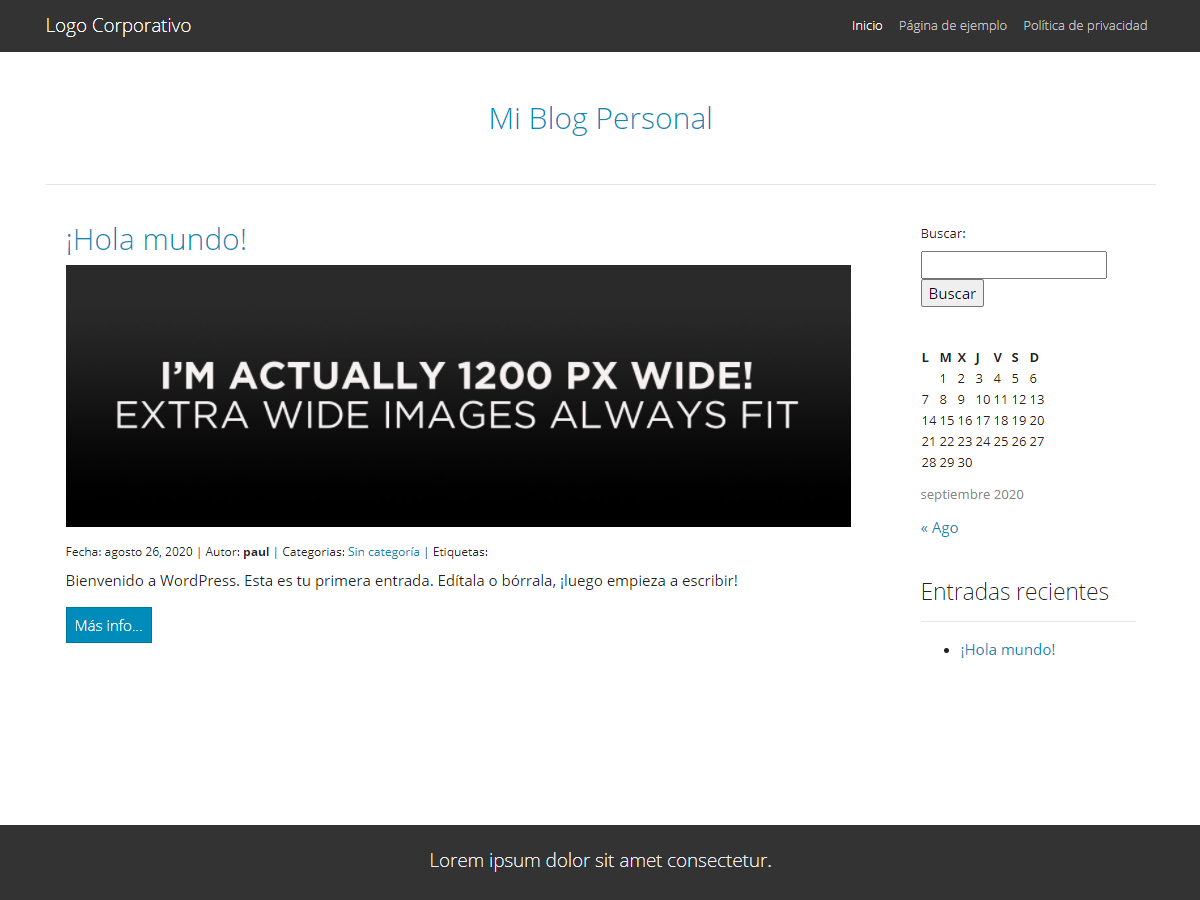 Logo Corporativo
Inicio Página de ejemplo Política de privacidad
Mi Blog Personal
¡Hola mundo!
I'M ACTUALLY 1200 PX WIDE!
EXTRA WIDE IMAGES ALWAYS FIT
Fecha: agosto 26, 2020 | Autor: paul | Categorias: Sin categoría | Etiquetas:
Bienvenido a WordPress. Esta es tu primera entrada. Edítala o bórrala, ¡luego empieza a escribir!
Más info...
Buscar:
Buscar
L M X J V S D
1 2 3 4 5 6
7 8 9 10 11 12 13
14 15 16 17 18 19 20
21 22 23 24 25 26 27
28 29 30
septiembre 2020
« Ago
Entradas recientes
¡Hola mundo!
Lorem ipsum dolor sit amet consectetur.